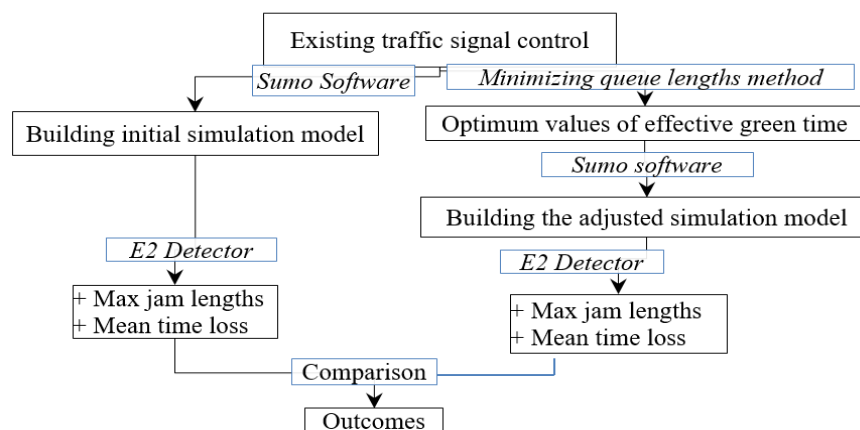 Existing traffic signal control
Sumo Software
Minimizing queue lengths method
Building initial simulation model
Optimum values of effective green time
Sumo software
Building the adjusted simulation model
E2 Detector
E2 Detector
+ Max jam lengths
+ Mean time loss
+ Max jam lengths
+ Mean time loss
Comparison
Outcomes